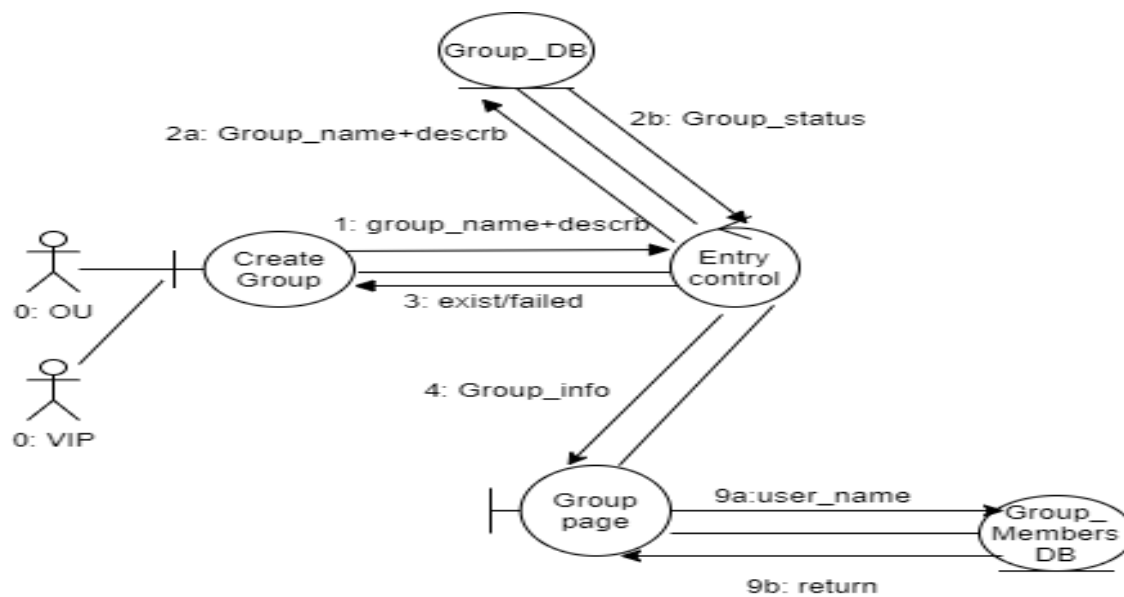 Group_DB
2a: Group_name+descrb
2b: Group_status
1: group_name+descrb
Create
Group
Entry
control
0: OU
3: exist/failed
4: Group_info
0: VIP
Group
page
9a:user_name
Group_
Members
DB
9b: return